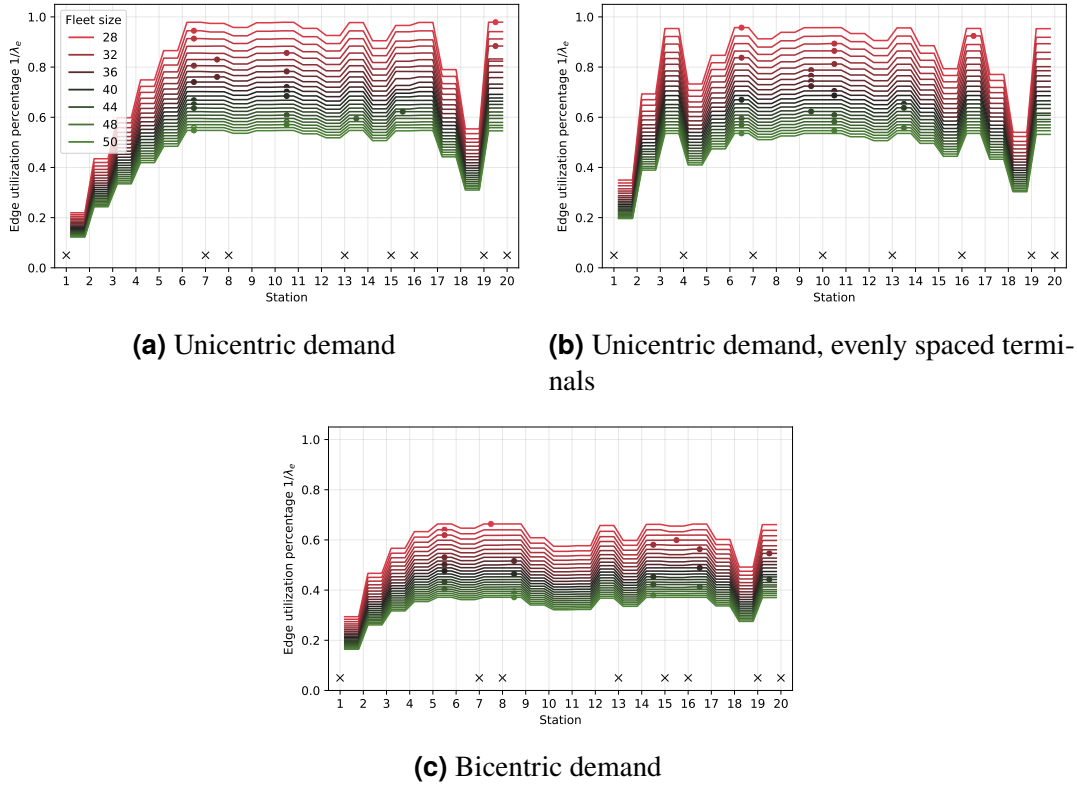 Edge utilization percentage 1/λe
1.0
0.8
0.6
0.4
0.2
0.0
Fleet size
28
32
36
40
44
48
50
1 2 3 4 5 6 7 8 9 10 11 12 13 14 15 16 17 18 19 20
Station
(a) Unicentric demand
Edge utilization percentage 1/λe
1.0
0.8
0.6
0.4
0.2
0.0
1 2 3 4 5 6 7 8 9 10 11 12 13 14 15 16 17 18 19 20
Station
(b) Unicentric demand, evenly spaced termi-
nals
Edge utilization percentage 1/λe
1.0
0.8
0.6
0.4
0.2
0.0
1 2 3 4 5 6 7 8 9 10 11 12 13 14 15 16 17 18 19 20
Station
(c) Bicentric demand